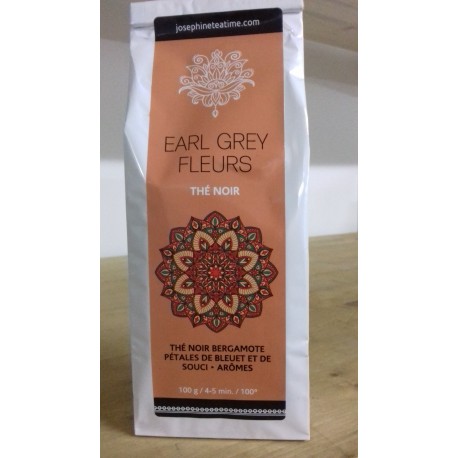 josephineteatime.com
EARL GREY
FLEURS
THÉ NOIR
THÉ NOIR BERGAMOTE
PÉTALES DE BLEUET ET DE
SOUCI • ARÔMES
100 g / 4-5 min. / 100°